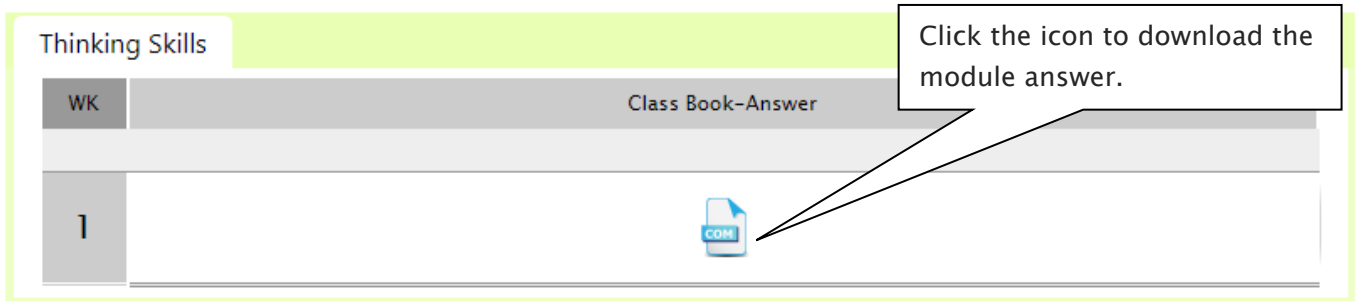 Thinking Skills
Click the icon to download the
module answer.
WK
Class Book-Answer
1
COM